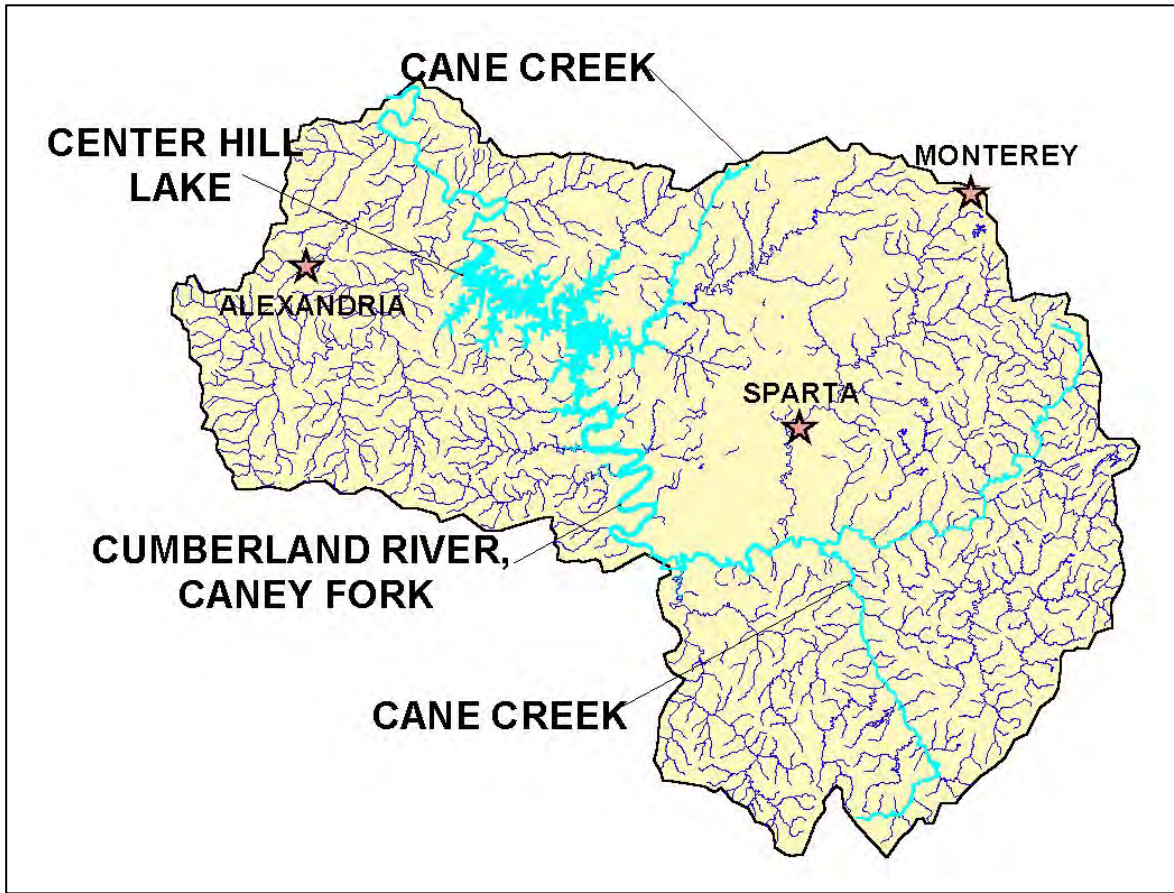 CANE CREEK
CENTER HILL
LAKE
MONTEREY
ALEXANDRIA
SPARTA
CUMBERLAND RIVER,
CANEY FORK
CANE CREEK